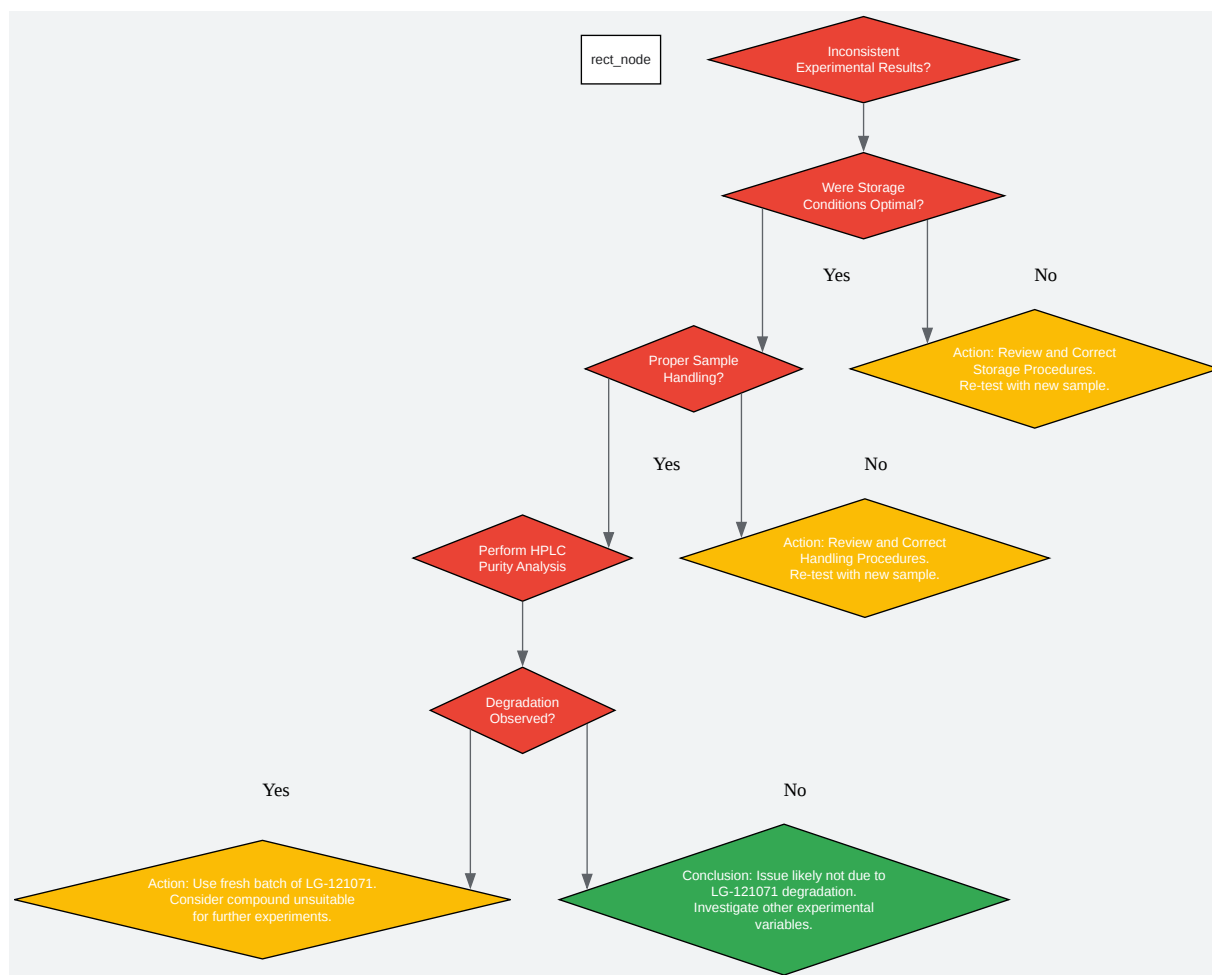 rect_node
Inconsistent
Experimental Results?
Were Storage
Conditions Optimal?
Yes
No
Proper Sample
Handling?
Action: Review and Correct
Storage Procedures.
Re-test with new sample.
Yes
No
Perform HPLC
Purity Analysis
Action: Review and Correct
Handling Procedures.
Re-test with new sample.
Degradation
Observed?
Yes
No
Action: Use fresh batch of LG-121071.
Consider compound unsuitable
for further experiments.
Conclusion: Issue likely not due to
LG-121071 degradation.
Investigate other experimental
variables.